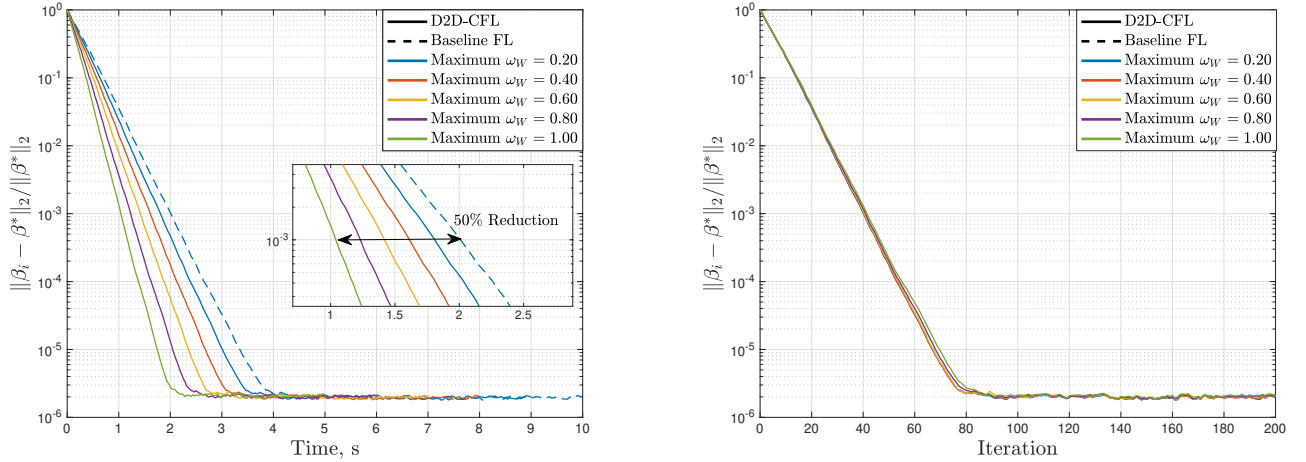 10^0
10^-1
10^-2
10^-3
10^-4
10^-5
10^-6
‖β_i − β*‖_2/‖β*‖_2
D2D-CFL
Baseline FL
Maximum ω_W = 0.20
Maximum ω_W = 0.40
Maximum ω_W = 0.60
Maximum ω_W = 0.80
Maximum ω_W = 1.00
50% Reduction
10^-3
1 1.5 2 2.5
0 1 2 3 4 5 6 7 8 9 10
Time, s
10^0
10^-1
10^-2
10^-3
10^-4
10^-5
10^-6
‖β_i − β*‖_2/‖β*‖_2
D2D-CFL
Baseline FL
Maximum ω_W = 0.20
Maximum ω_W = 0.40
Maximum ω_W = 0.60
Maximum ω_W = 0.80
Maximum ω_W = 1.00
0 20 40 60 80 100 120 140 160 180 200
Iteration